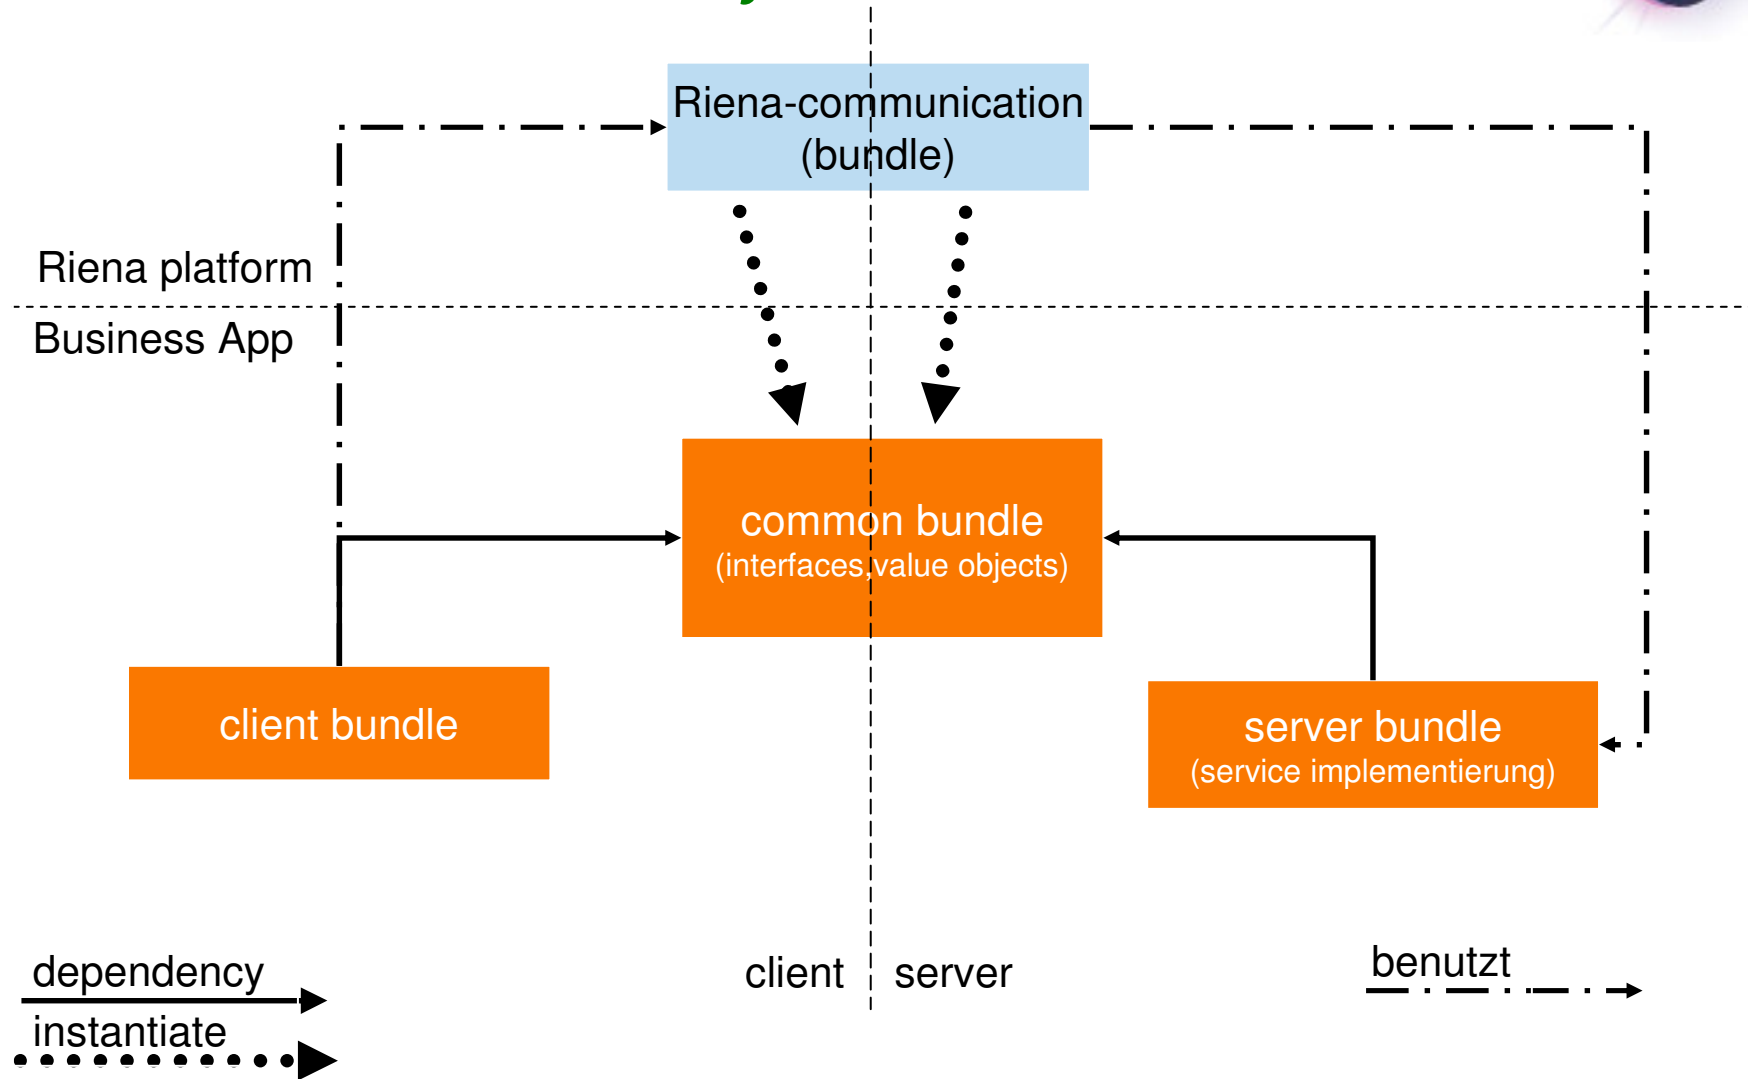 Riena-communication
(bundle)
Riena platform
Business App
common bundle
(interfaces,value objects)
client bundle
server bundle
(service implementierung)
dependency
instantiate
client
server
benutzt